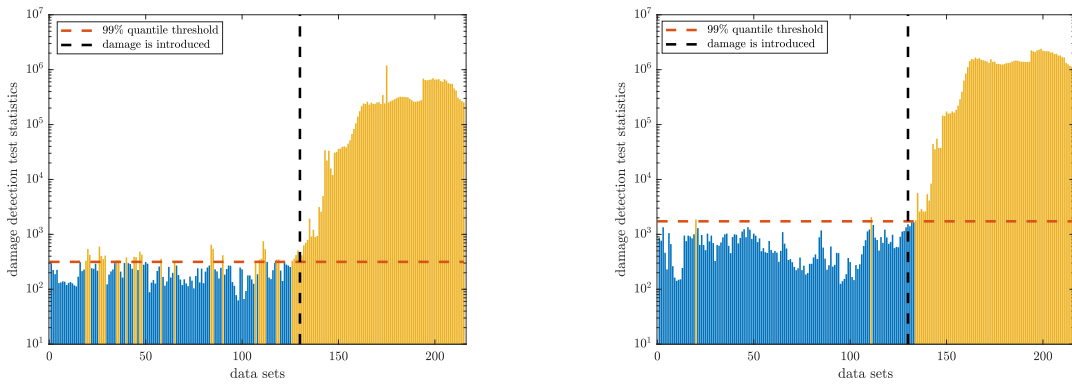 10^7
10^6
10^5
10^4
10^3
10^2
10^1
damage detection test statistics
99% quantile threshold
damage is introduced
0 50 100 150 200
data sets
10^7
10^6
10^5
10^4
10^3
10^2
10^1
damage detection test statistics
99% quantile threshold
damage is introduced
0 50 100 150 200
data sets